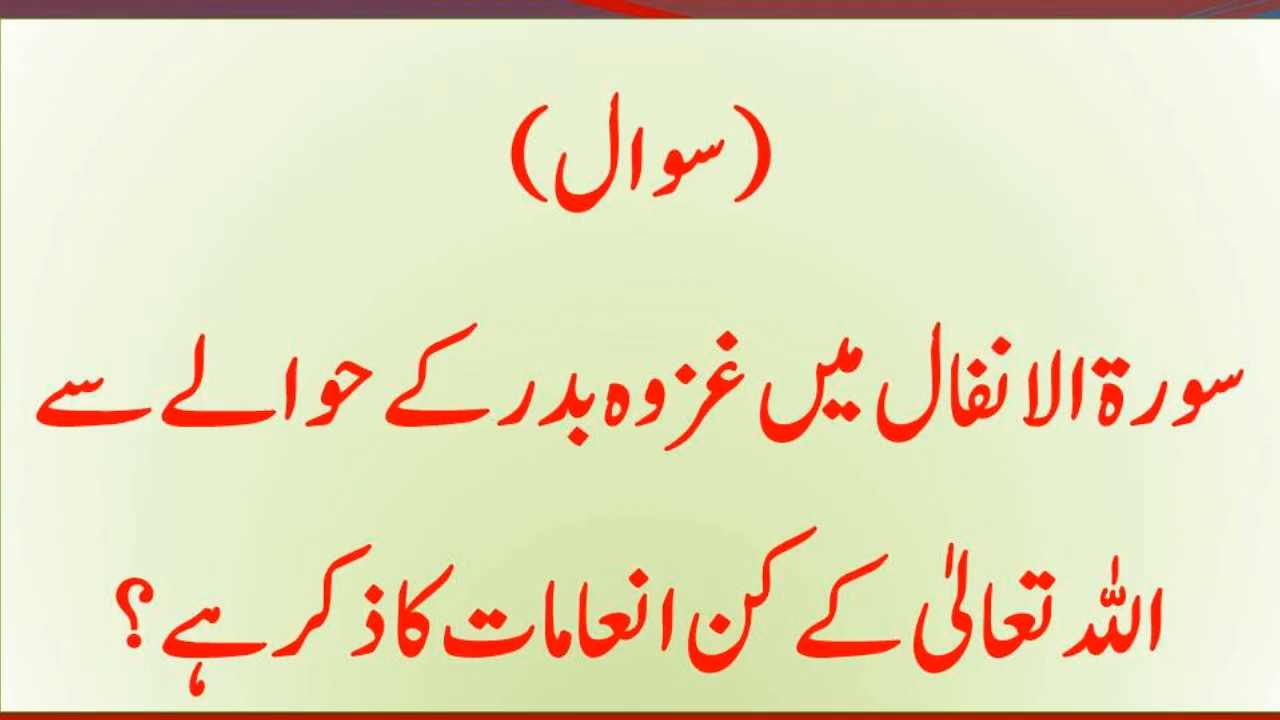 (سوال)
سورۃ الانفال میں غزوہ بدر کے حوالے سے
اللہ تعالیٰ کے کن انعامات کا ذکر ہے؟